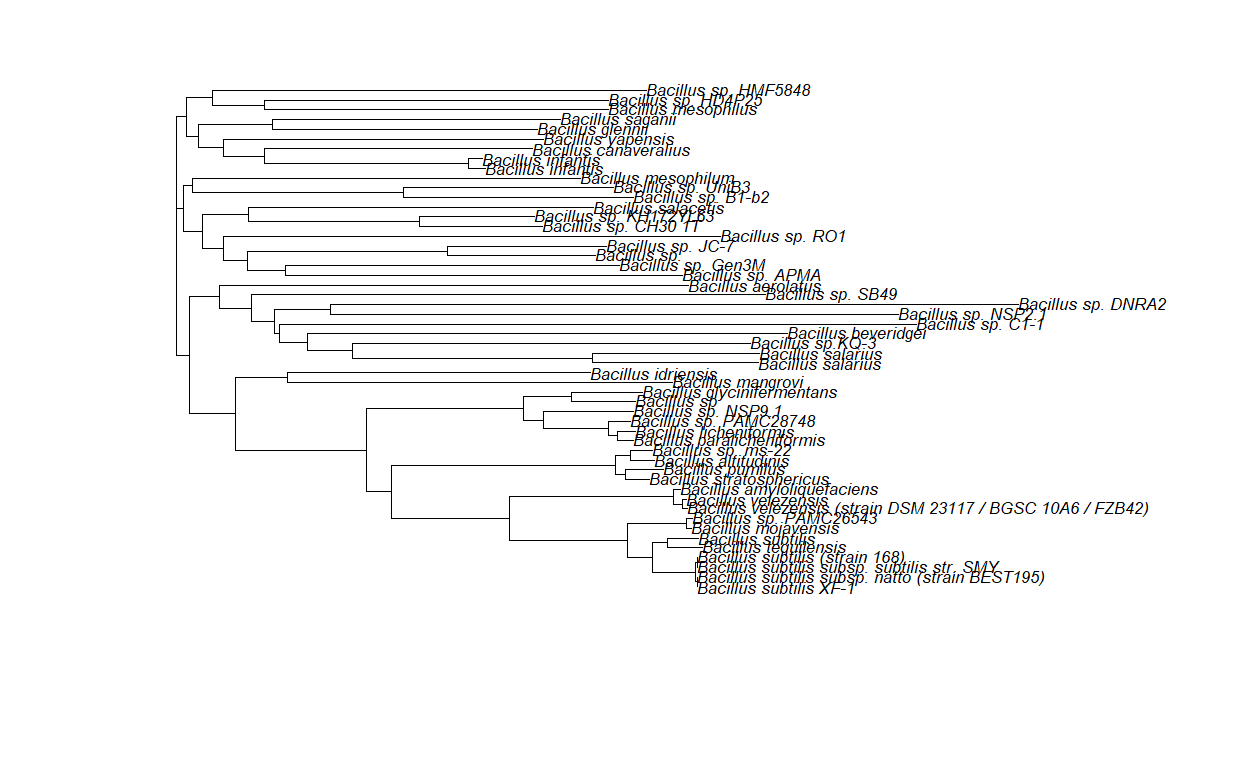 Bacillus sp. HMF5848
Bacillus sp. HD4P25
Bacillus mesophilus
Bacillus saganii
Bacillus glennii
Bacillus yapensis
Bacillus canaveralius
Bacillus infantis
Bacillus infantis
Bacillus mesophilum
Bacillus sp. UniB3
Bacillus sp. B1-b2
Bacillus salacetis
Bacillus sp. KH172YL63
Bacillus sp. CH30 1T
Bacillus sp. RO1
Bacillus sp. JC-7
Bacillus sp.
Bacillus sp. Gen3M
Bacillus sp. APMA
Bacillus aerolatus
Bacillus sp. SB49
Bacillus sp. DNRA2
Bacillus sp. NSP2.1
Bacillus sp. C1-1
Bacillus beveridgei
Bacillus sp.KQ-3
Bacillus salarius
Bacillus salarius
Bacillus idriensis
Bacillus mangrovi
Bacillus glycinifermentans
Bacillus sp
Bacillus sp. NSP9.1
Bacillus sp. PAMC28748
Bacillus licheniformis
Bacillus paralicheniformis
Bacillus sp. ms-22
Bacillus altitudinis
Bacillus pumilus
Bacillus stratosphericus
Bacillus amyloliquefaciens
Bacillus velezensis
Bacillus velezensis (strain DSM 23117 / BGSC 10A6 / FZB42)
Bacillus sp. PAMC26543
Bacillus mojavensis
Bacillus subtilis
Bacillus tequilensis
Bacillus subtilis (strain 168)
Bacillus subtilis subsp. subtilis str. SMY
Bacillus subtilis subsp. natto (strain BEST195)
Bacillus subtilis XF-1